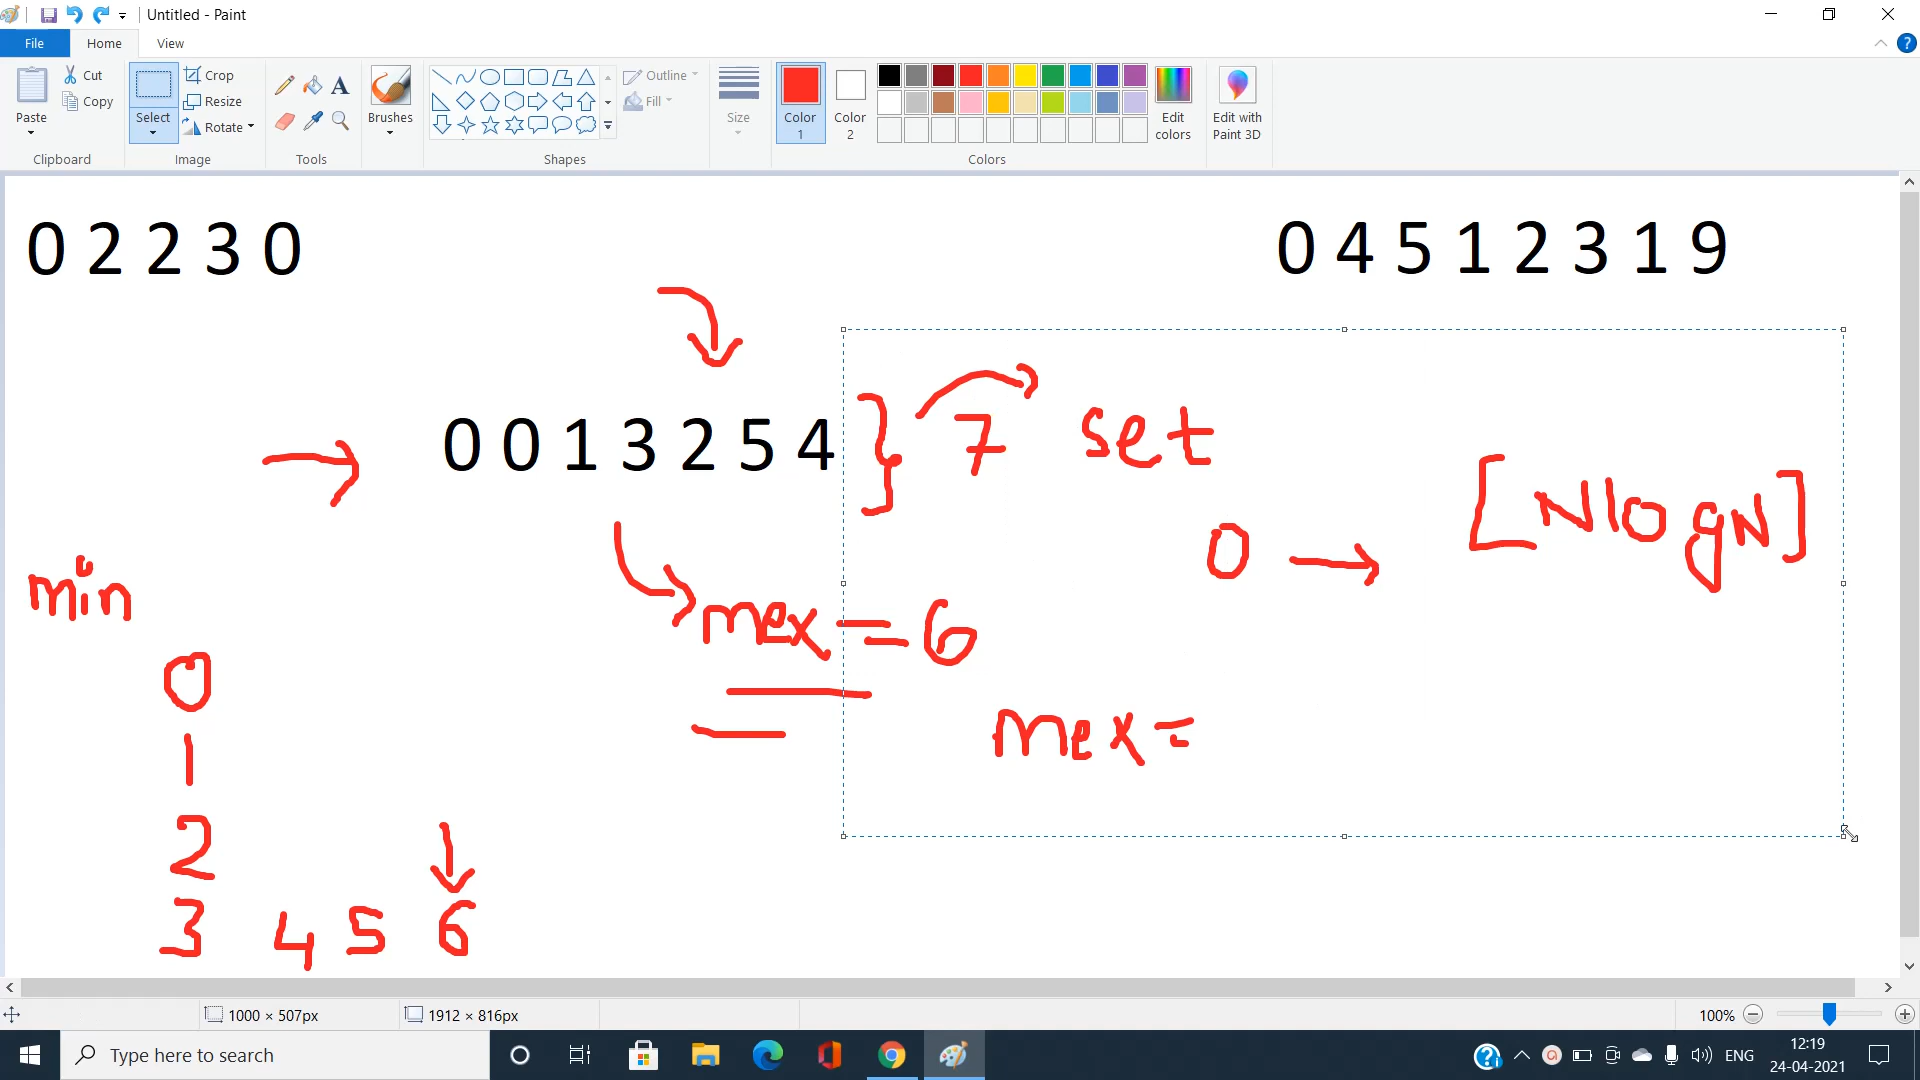 Untitled - Paint
File Home View
Paste Cut Copy Clipboard
Select Crop Resize Rotate Image
Tools
Brushes
Shapes
Outline
Fill
Size
Color 1
Color 2
Edit colors
Colors
Edit with Paint 3D
0 2 2 3 0
0 4 5 1 2 3 1 9
0 0 1 3 2 5 4 } 7 set
0 → [NlogN]
min
mex = 6
mex =
0
1
2
3 4 5 6
1000 × 507px 1912 × 816px 100%
Type here to search
ENG 12:19
24-04-2021